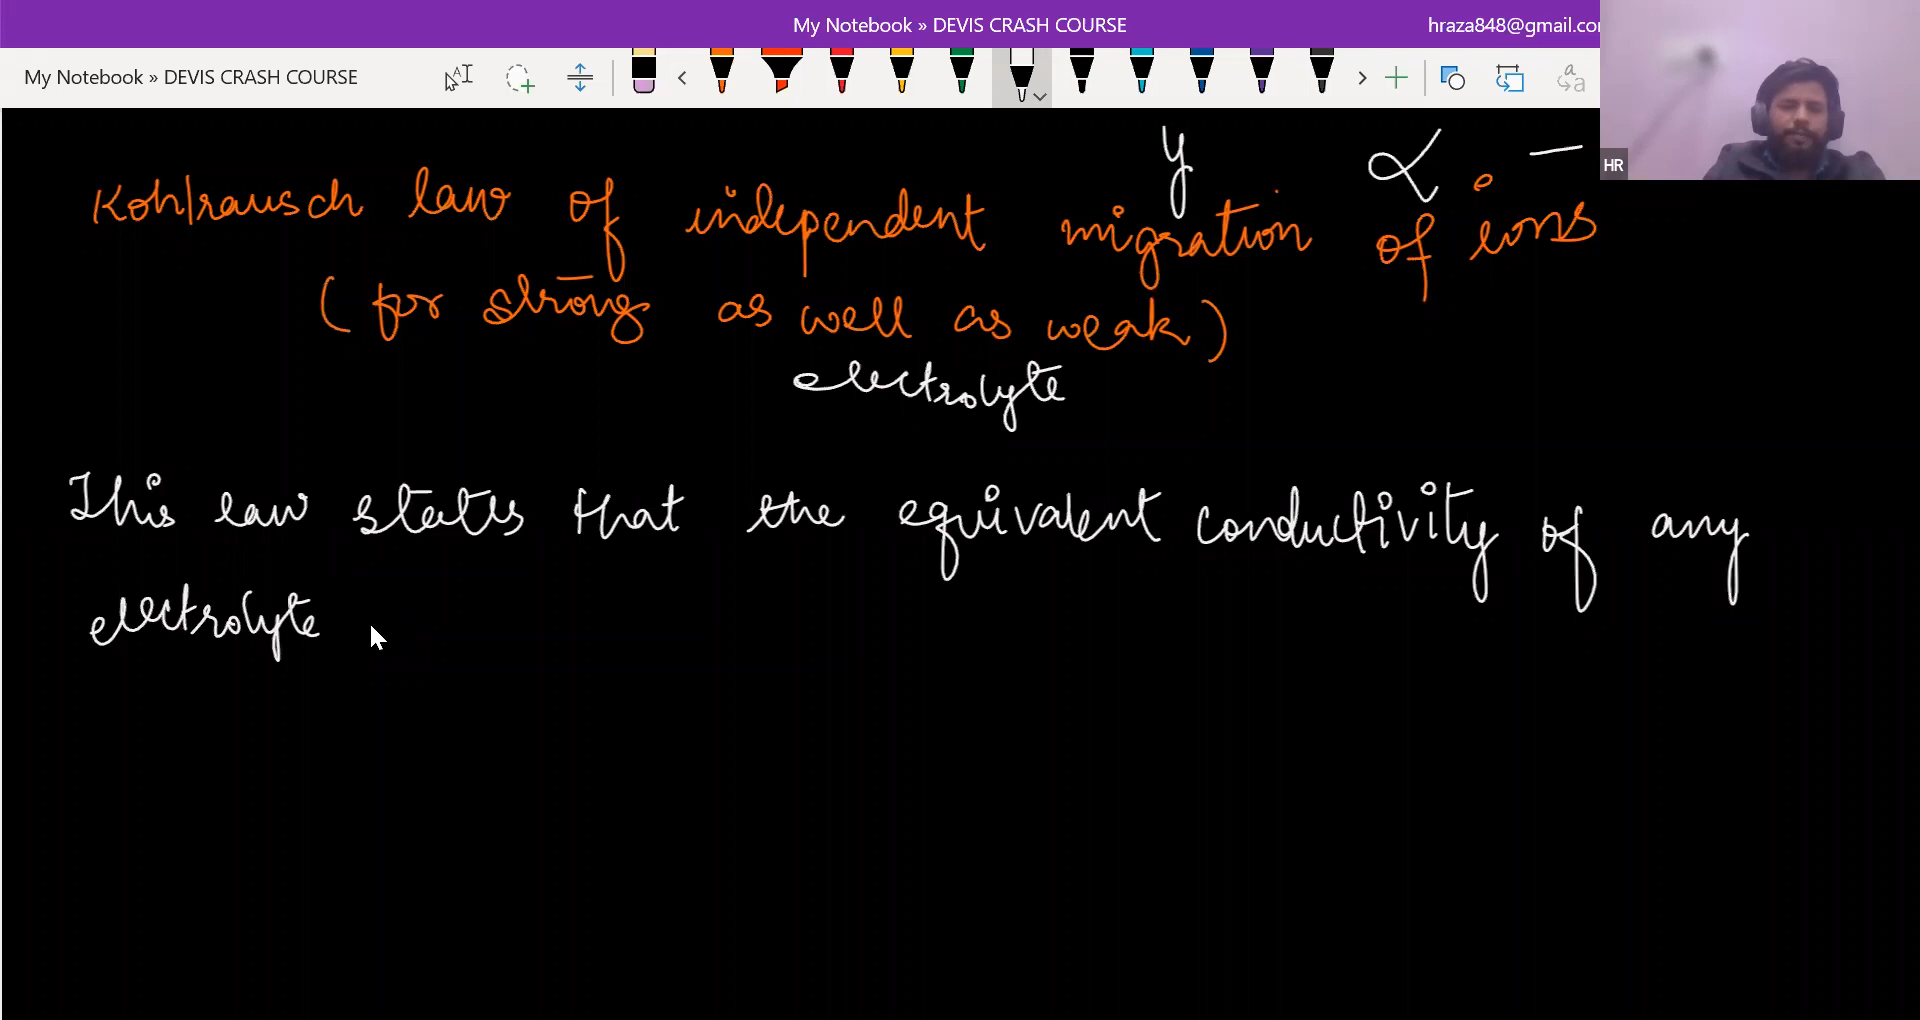 My Notebook » DEVIS CRASH COURSE
hraza848@gmail.co
My Notebook » DEVIS CRASH COURSE
HR
y α —
Kohlrausch law of independent migration of ions
(for strong as well as weak)
electrolyte
This law states that the equivalent conductivity of any
electrolyte